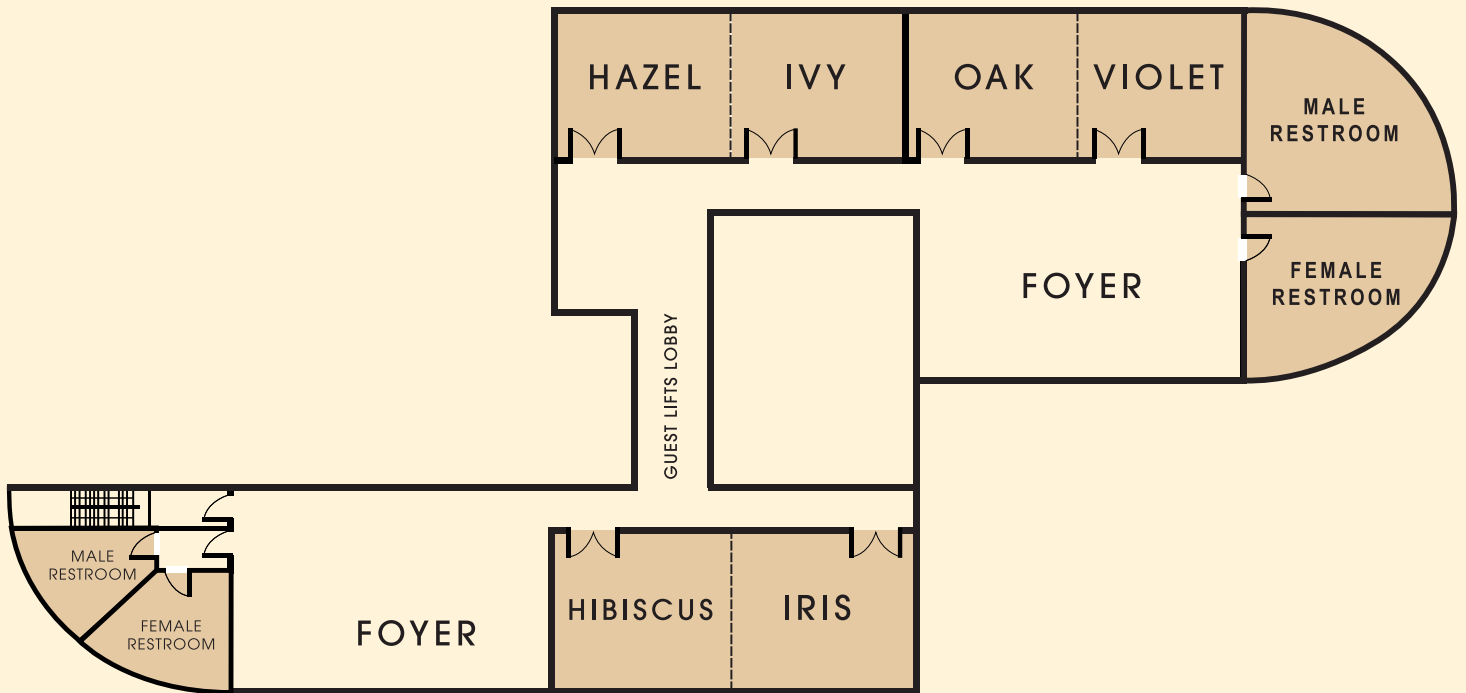 HAZEL
IVY
OAK
VIOLET
MALE
RESTROOM
FEMALE
RESTROOM
FOYER
GUEST LIFTS LOBBY
MALE
RESTROOM
FEMALE
RESTROOM
FOYER
HIBISCUS
IRIS